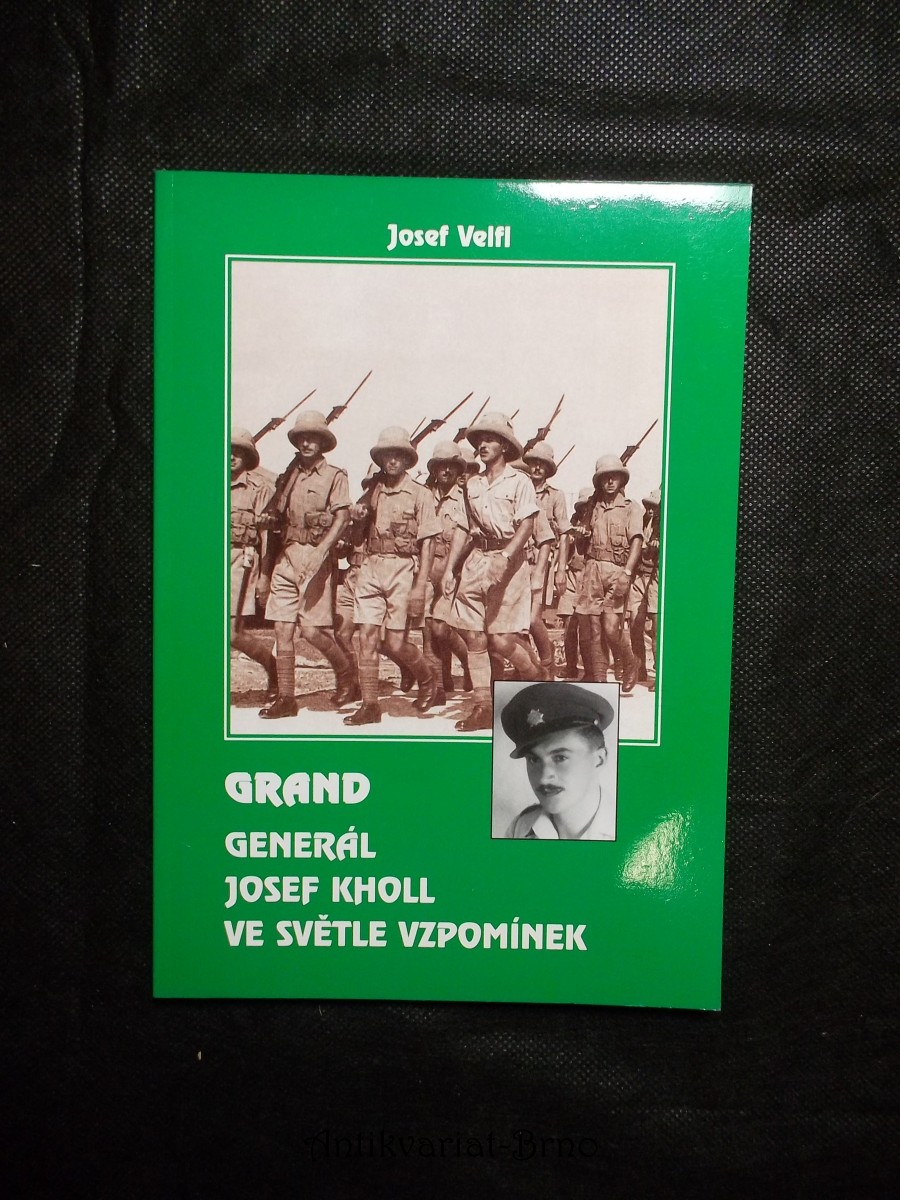 Josef Velfl
GRAND
GENERÁL
JOSEF KHOLL
VE SVĚTLE VZPOMÍNEK
Antikvariat-Brno